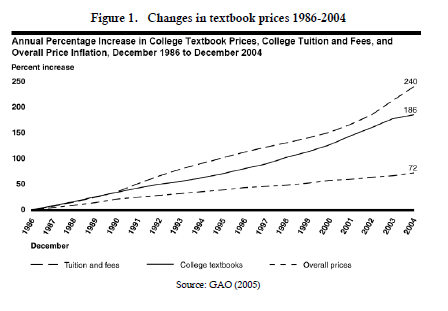 Figure 1. Changes in textbook prices 1986-2004
Annual Percentage Increase in College Textbook Prices, College Tuition and Fees, and
Overall Price Inflation, December 1986 to December 2004
Percent increase
250
240
200
186
150
100
72
50
0
1986 1987 1988 1989 1990 1991 1992 1993 1994 1995 1996 1997 1998 1999 2000 2001 2002 2003 2004
December
Tuition and fees College textbooks Overall prices
Source: GAO (2005)